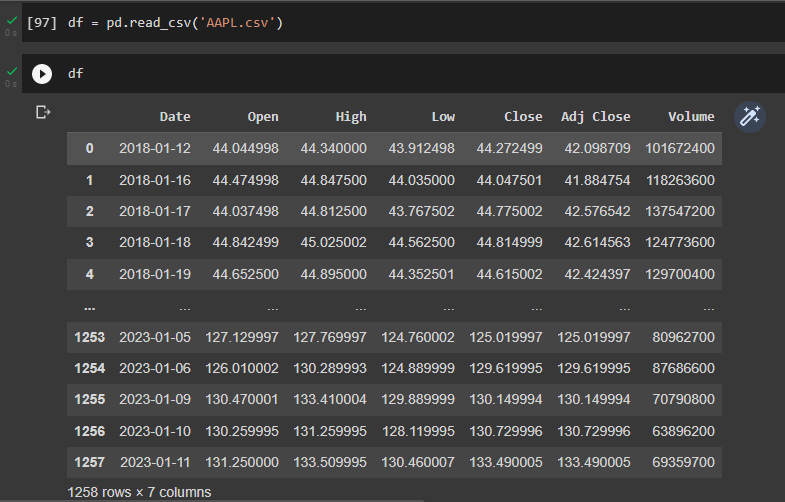 [97] df = pd.read_csv('AAPL.csv')
0 s
df
0 s
Date Open High Low Close Adj Close Volume
0 2018-01-12 44.044998 44.340000 43.912498 44.272499 42.098709 101672400
1 2018-01-16 44.474998 44.847500 44.035000 44.047501 41.884754 118263600
2 2018-01-17 44.037498 44.812500 43.767502 44.775002 42.576542 137547200
3 2018-01-18 44.842499 45.025002 44.562500 44.814999 42.614563 124773600
4 2018-01-19 44.652500 44.895000 44.352501 44.615002 42.424397 129700400
... ... ... ... ... ... ... ...
1253 2023-01-05 127.129997 127.769997 124.760002 125.019997 125.019997 80962700
1254 2023-01-06 126.010002 130.289993 124.889999 129.619995 129.619995 87686600
1255 2023-01-09 130.470001 133.410004 129.889999 130.149994 130.149994 70790800
1256 2023-01-10 130.259995 131.259995 128.119995 130.729996 130.729996 63896200
1257 2023-01-11 131.250000 133.509995 130.460007 133.490005 133.490005 69359700
1258 rows × 7 columns